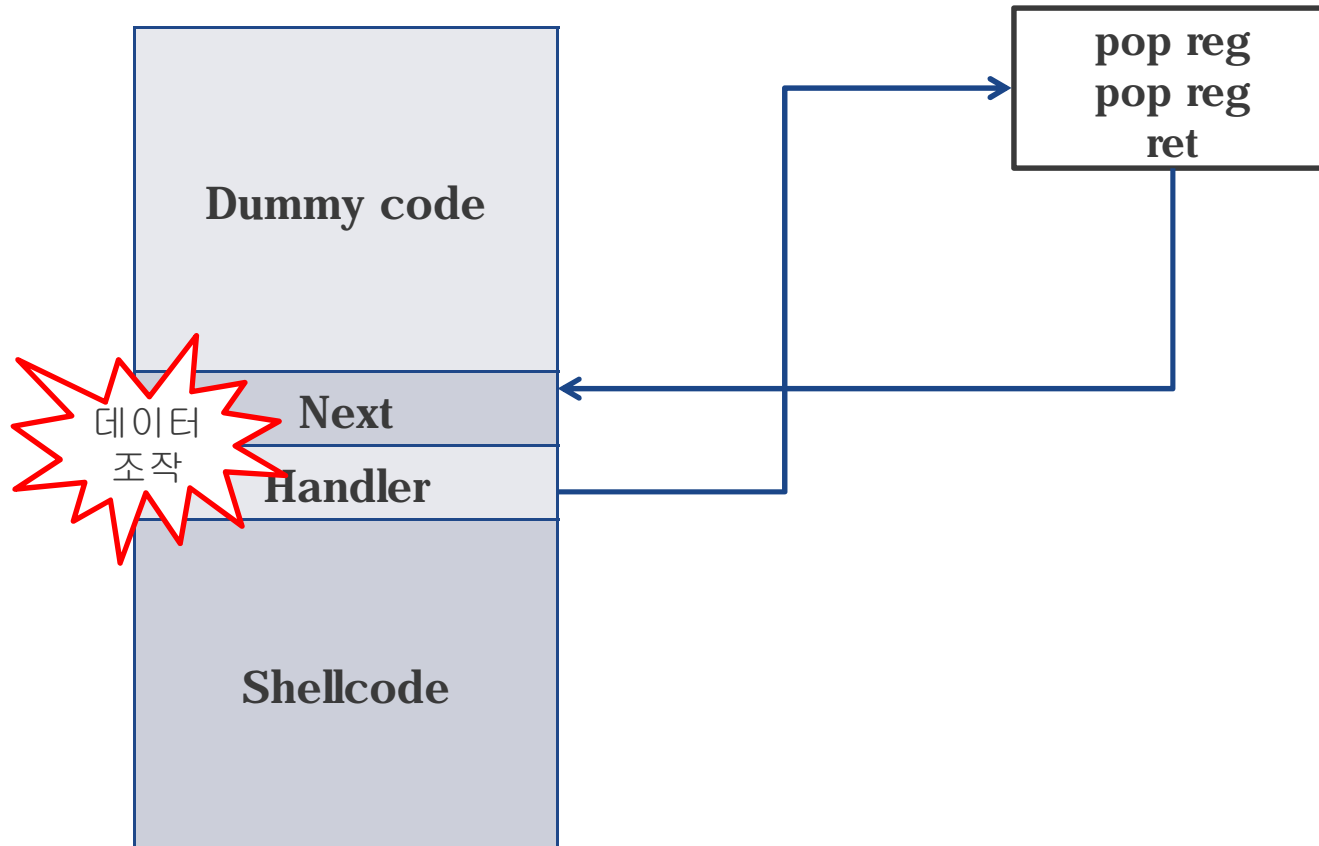 pop reg
pop reg
ret
Dummy code
Next
데이터
조작
Handler
Shellcode